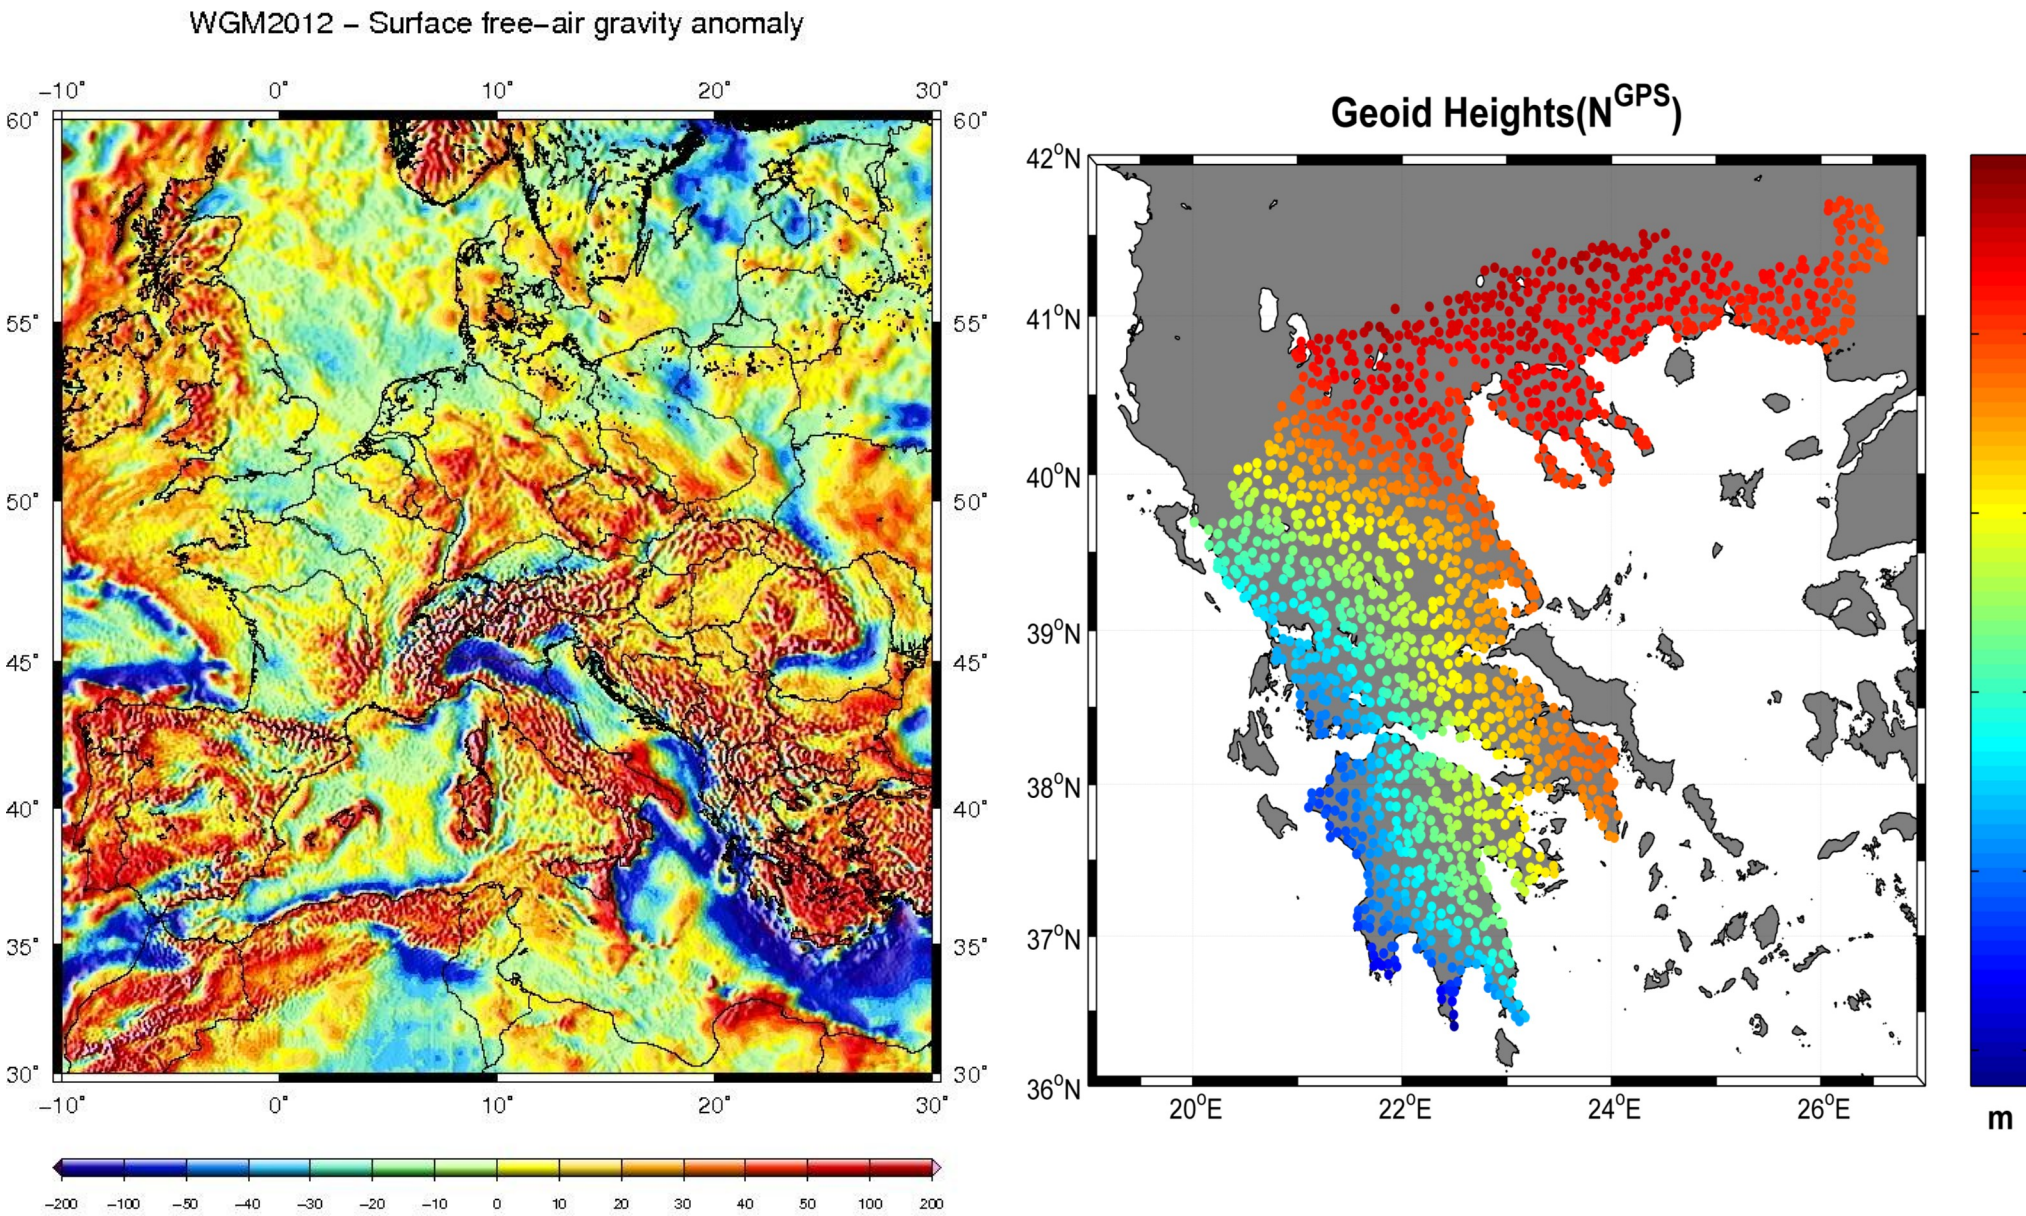 WGM2012 – Surface free–air gravity anomaly
−10° 0° 10° 20° 30°
60° 60°
55° 55°
50° 50°
45° 45°
40° 40°
35° 35°
30° 30°
−10° 0° 10° 20° 30°
−200 −100 −50 −40 −30 −20 −10 0 10 20 30 40 50 100 200
Geoid Heights(N^GPS)
42°N
41°N
40°N
39°N
38°N
37°N
36°N
20°E 22°E 24°E 26°E
m